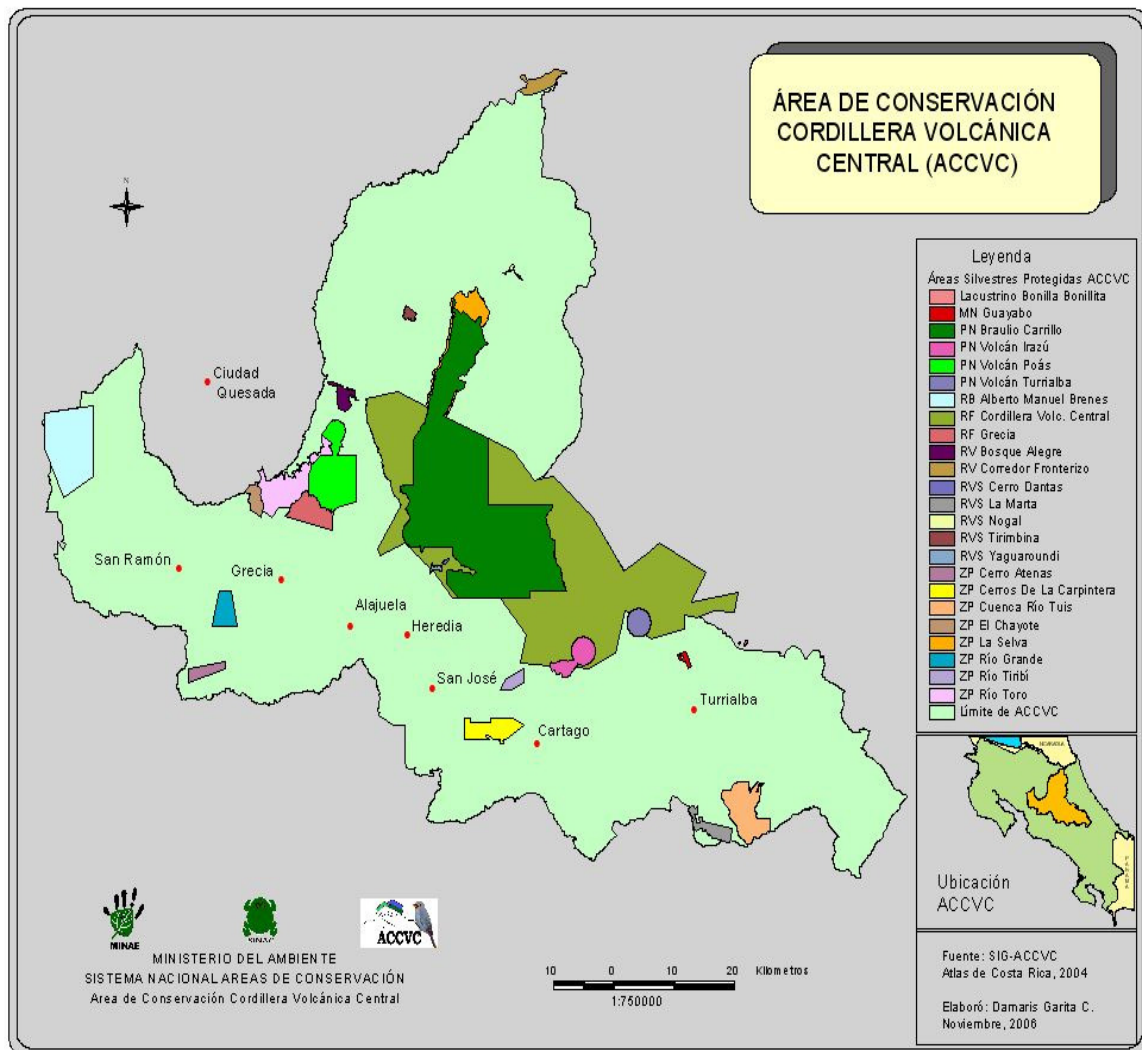 ÁREA DE CONSERVACIÓN
CORDILLERA VOLCÁNICA
CENTRAL (ACCVC)
N
Ciudad
Quesada
San Ramón
Grecia
Alajuela
Heredia
San José
Cartago
Turrialba
Leyenda
Áreas Silvestres Protegidas ACCVC
Lacustrino Bonilla Bonillita
MN Guayabo
PN Braulio Carrillo
PN Volcán Irazú
PN Volcán Poás
PN Volcán Turrialba
RB Alberto Manuel Brenes
RF Cordillera Volc. Central
RF Grecia
RV Bosque Alegre
RV Corredor Fronterizo
RVS Cerro Dantas
RVS La Marta
RVS Nogal
RVS Tirimbina
RVS Yaguaroundi
ZP Cerro Atenas
ZP Cerros De La Carpintera
ZP Cuenca Río Tuis
ZP El Chayote
ZP La Selva
ZP Río Grande
ZP Río Tiribí
ZP Río Toro
Límite de ACCVC
NICARAGUA
PANAMA
Ubicación
ACCVC
Fuente: SIG-ACCVC
Atlas de Costa Rica, 2004
Elaboró: Damaris Garita C.
Noviembre, 2006
MINAE
SINAC
ACCVC
MINISTERIO DEL AMBIENTE
SISTEMA NACIONAL AREAS DE CONSERVACIÓN
Area de Conservación Cordillera Volcánica Central
10 0 10 20 Kilometros
1:750000